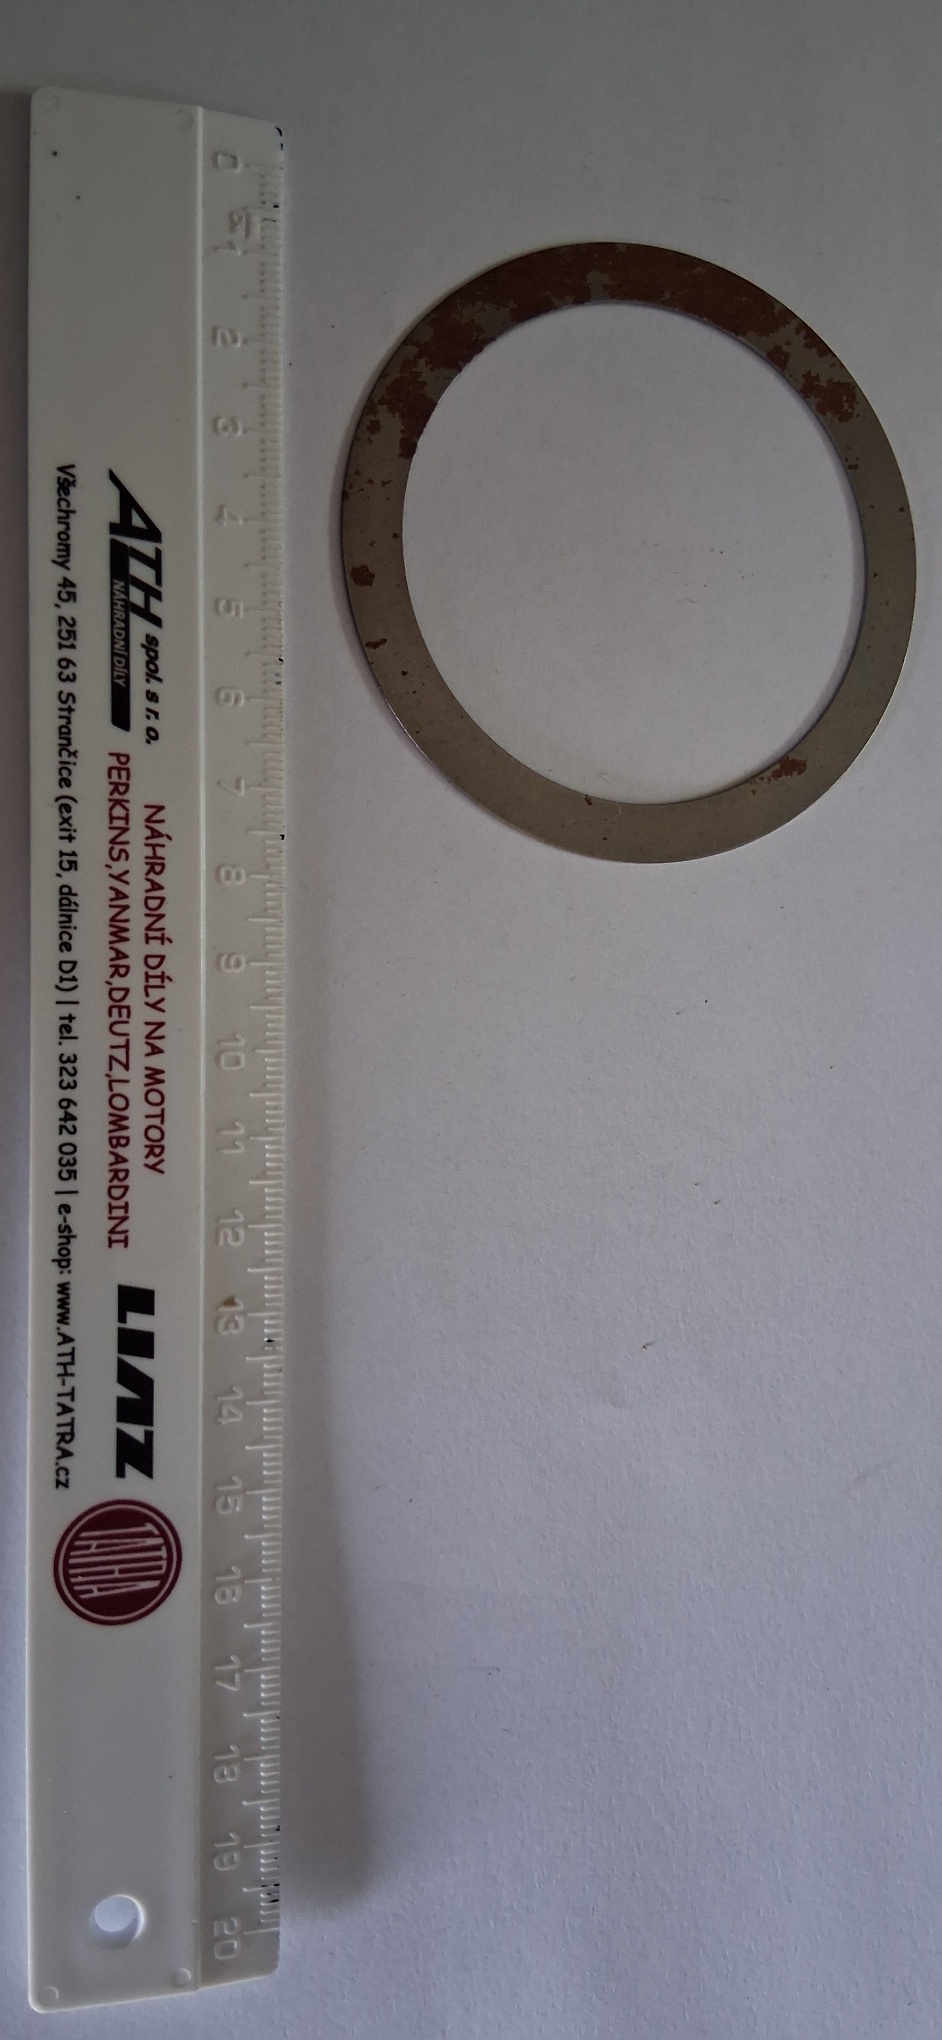 0 cm 1 2 3 4 5 6 7 8 9 10 11 12 13 14 15 16 17 18 19 20
ATH spol. s r.o.
NÁHRADNÍ DÍLY
NÁHRADNÍ DÍLY NA MOTORY
PERKINS,YANMAR,DEUTZ,LOMBARDINI
LIAZ
TATRA
Všechromy 45, 251 63 Strančice (exit 15, dálnice D1) | tel. 323 642 035 | e-shop: www.ATH-TATRA.cz